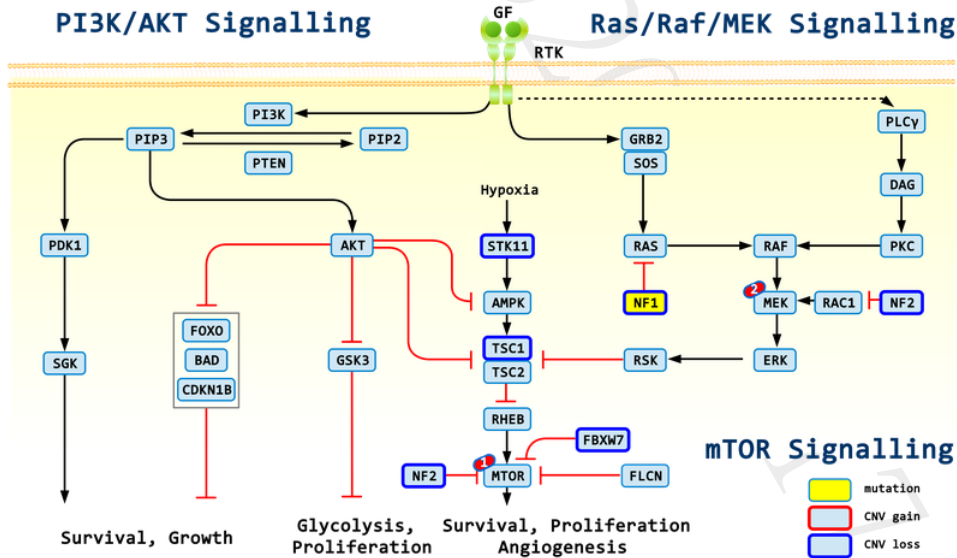 PI3K/AKT Signalling
GF
Ras/Raf/MEK Signalling
RTK
PI3K
PLCγ
PIP3
PIP2
GRB2
PTEN
SOS
DAG
Hypoxia
PDK1
AKT
STK11
RAS
RAF
PKC
2
AMPK
NF1
MEK
RAC1
NF2
FOXO
TSC1
BAD
GSK3
SGK
TSC2
RSK
ERK
CDKN1B
RHEB
FBXW7
mTOR Signalling
1
NF2
MTOR
FLCN
mutation
CNV gain
CNV loss
Survival, Growth
Glycolysis,
Proliferation
Survival, Proliferation
Angiogenesis